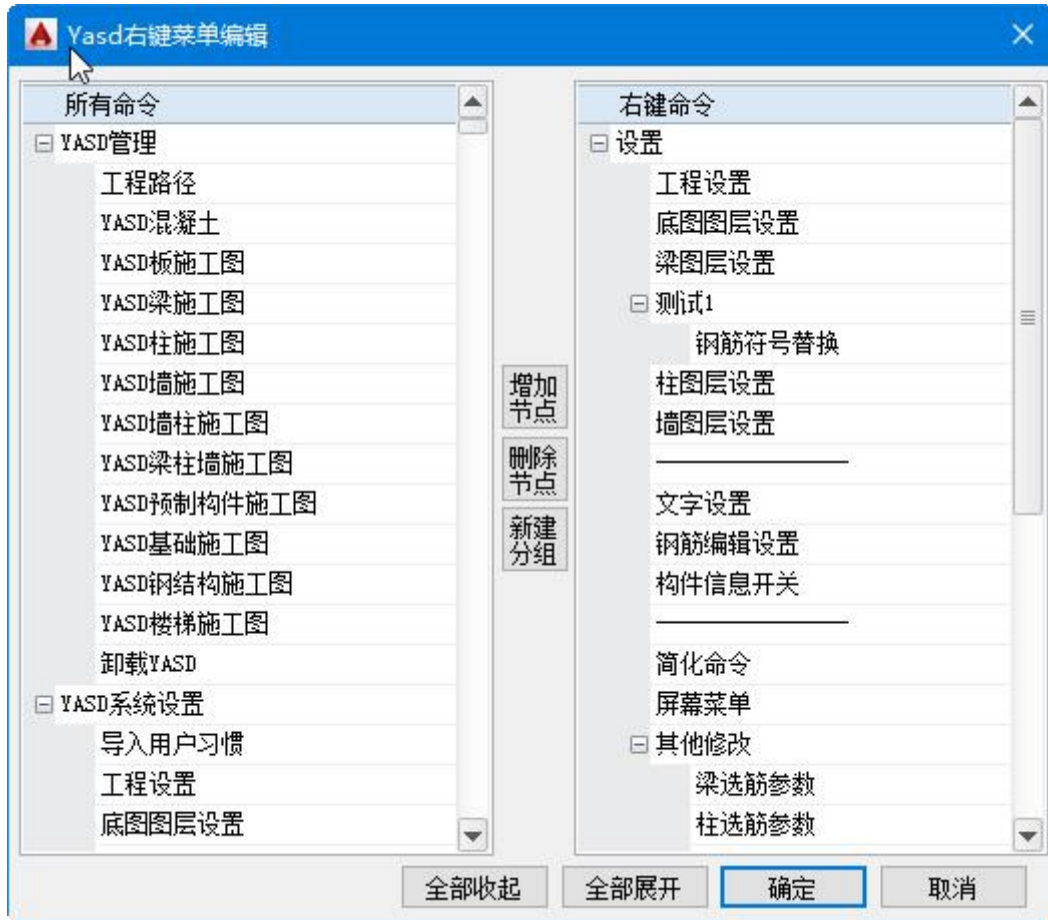 Yasd右键菜单编辑
所有命令
YASD管理
工程路径
YASD混凝土
YASD板施工图
YASD梁施工图
YASD柱施工图
YASD墙施工图
YASD墙柱施工图
YASD梁柱墙施工图
YASD预制构件施工图
YASD基础施工图
YASD钢结构施工图
YASD楼梯施工图
卸载YASD
YASD系统设置
导入用户习惯
工程设置
底图图层设置
增加
节点
删除
节点
新建
分组
右键命令
设置
工程设置
底图图层设置
梁图层设置
测试1
钢筋符号替换
柱图层设置
墙图层设置
文字设置
钢筋编辑设置
构件信息开关
简化命令
屏幕菜单
其他修改
梁选筋参数
柱选筋参数
全部收起
全部展开
确定
取消